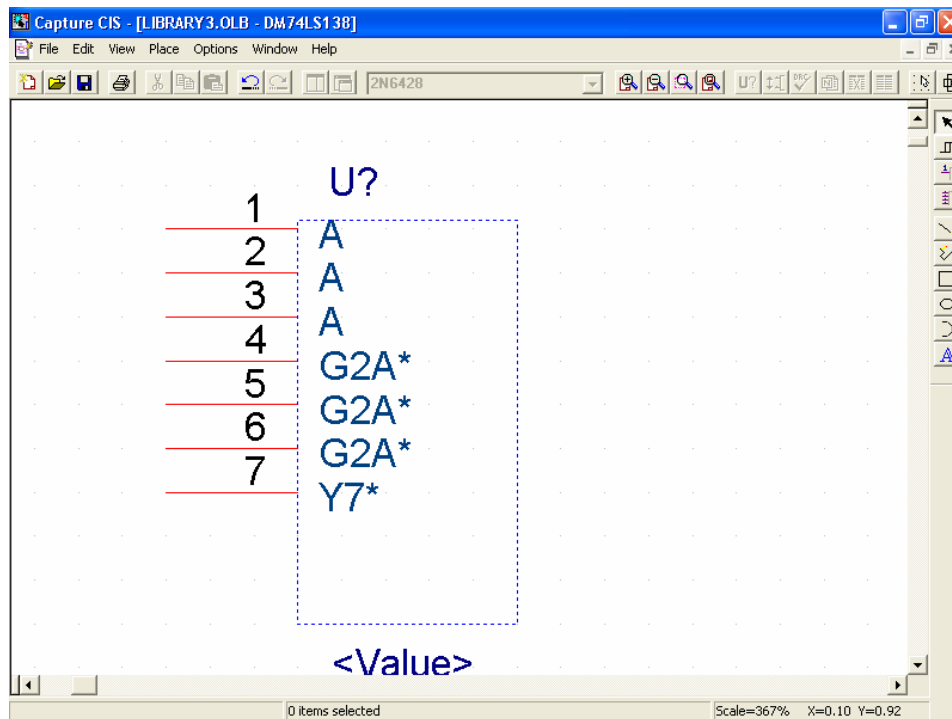 Capture CIS - [LIBRARY3.OLB - DM74LS138]
File Edit View Place Options Window Help
2N6428 U?
U?
1 A
2 A
3 A
4 G2A*
5 G2A*
6 G2A*
7 Y7*
<Value>
0 items selected Scale=367% X=0.10 Y=0.92